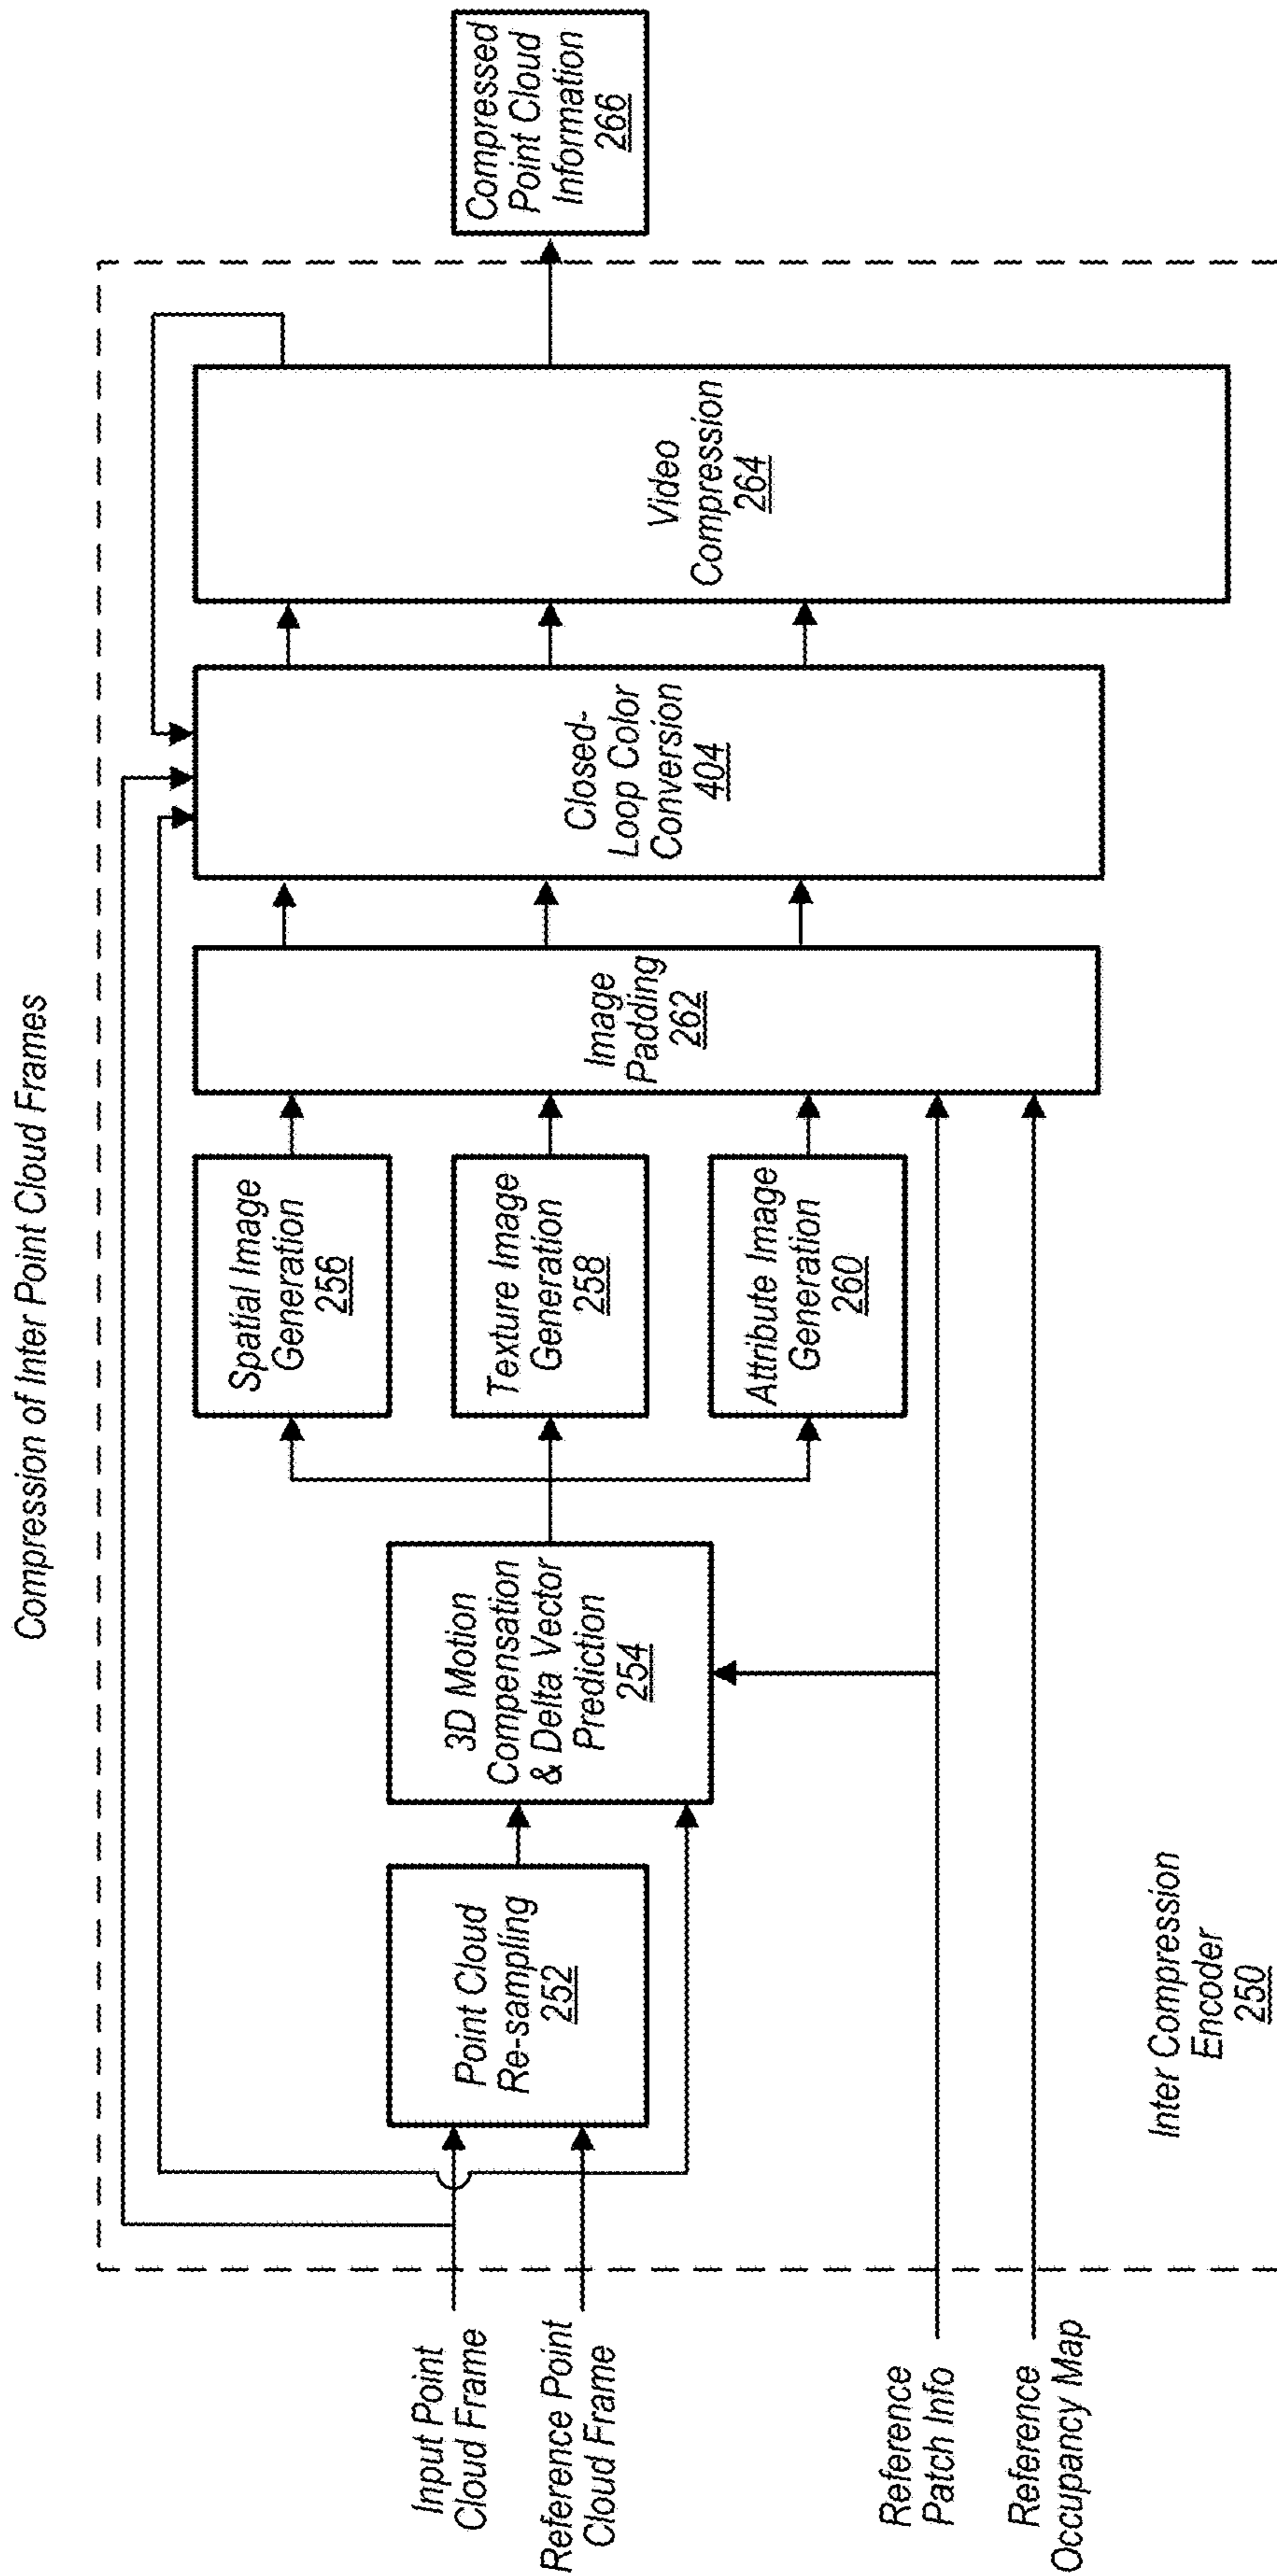 Compression of Inter Point Cloud Frames
Input Point
Cloud Frame
Reference Point
Cloud Frame
Reference
Patch Info
Reference
Occupancy Map
Point Cloud
Re-sampling
252
3D Motion
Compensation
& Delta Vector
Prediction
254
Spatial Image
Generation
256
Texture Image
Generation
258
Attribute Image
Generation
260
Image
Padding
262
Closed-
Loop Color
Conversion
404
Video
Compression
264
Compressed
Point Cloud
Information
266
Inter Compression
Encoder
250